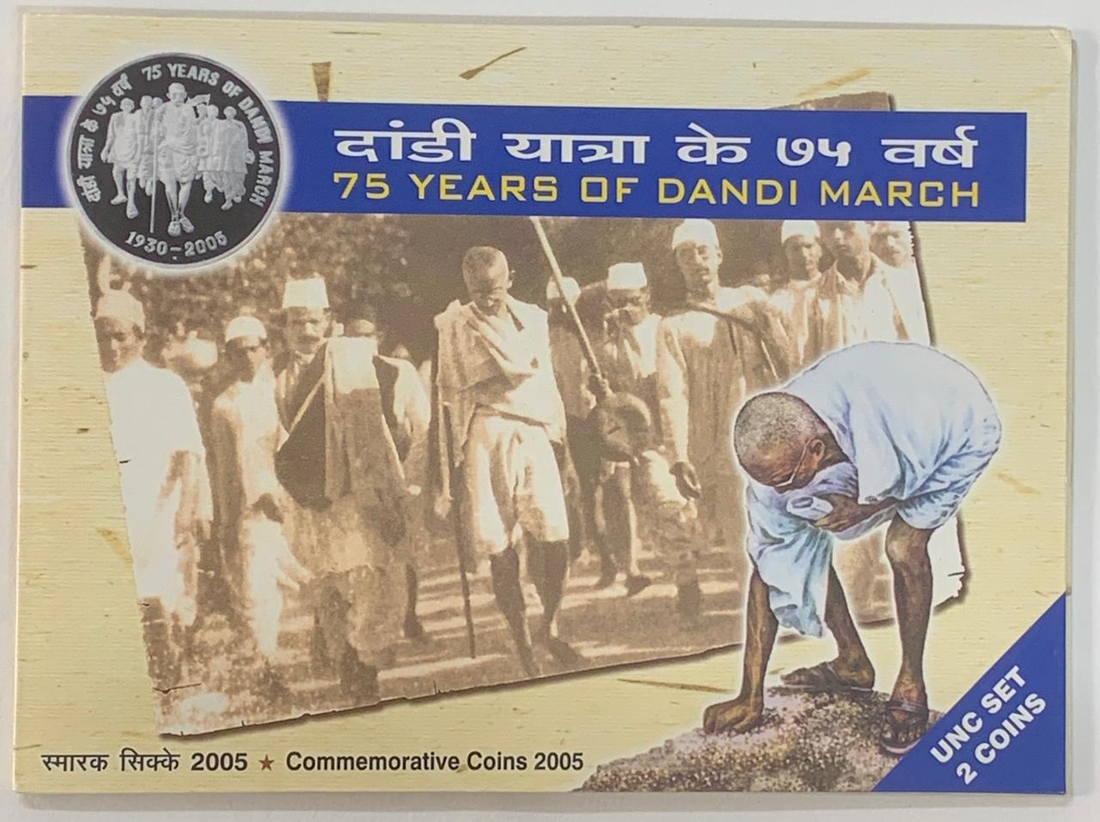 दांडी यात्रा के ७५ वर्ष 75 YEARS OF DANDI MARCH
1930-2005
दांडी यात्रा के ७५ वर्ष
75 YEARS OF DANDI MARCH
स्मारक सिक्के 2005 ★ Commemorative Coins 2005
UNC SET
2 COINS